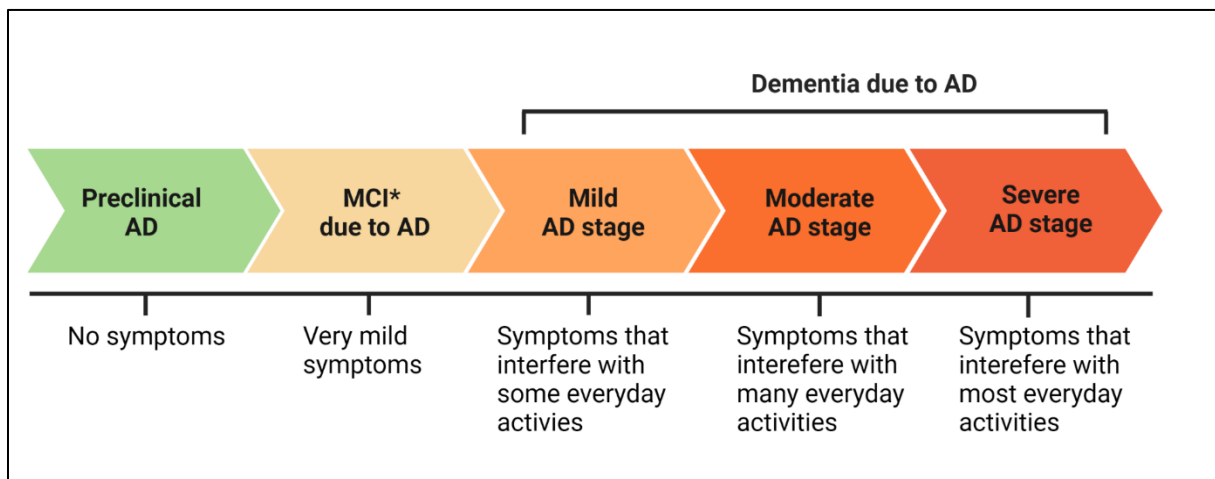 Dementia due to AD
Preclinical
AD
MCI*
due to AD
Mild
AD stage
Moderate
AD stage
Severe
AD stage
No symptoms
Very mild
symptoms
Symptoms that
interfere with
some everyday
activies
Symptoms that
interefere with
many everyday
activities
Symptoms that
interefere with
most everyday
activities